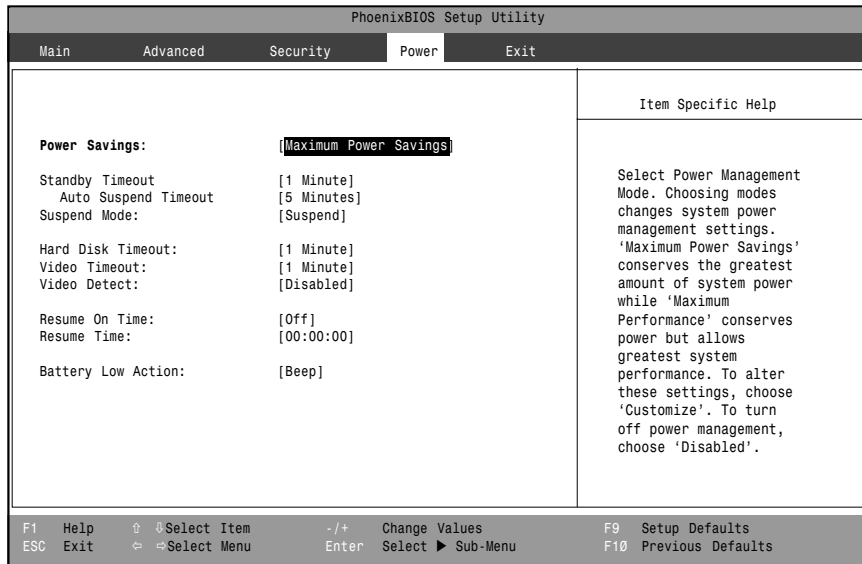 PhoenixBIOS Setup Utility
Main Advanced Security Power Exit
Item Specific Help
Power Savings: [Maximum Power Savings]
Standby Timeout [1 Minute]
Auto Suspend Timeout [5 Minutes]
Suspend Mode: [Suspend]
Hard Disk Timeout: [1 Minute]
Video Timeout: [1 Minute]
Video Detect: [Disabled]
Resume On Time: [Off]
Resume Time: [00:00:00]
Battery Low Action: [Beep]
Select Power Management
Mode. Choosing modes
changes system power
management settings.
‘Maximum Power Savings’
conserves the greatest
amount of system power
while ‘Maximum
Performance’ conserves
power but allows
greatest system
performance. To alter
these settings, choose
‘Customize’. To turn
off power management,
choose ‘Disabled’.
F1 Help ⇧ ⇩Select Item -/+ Change Values F9 Setup Defaults
ESC Exit ⇦ ⇨Select Menu Enter Select ▶ Sub-Menu F10 Previous Defaults